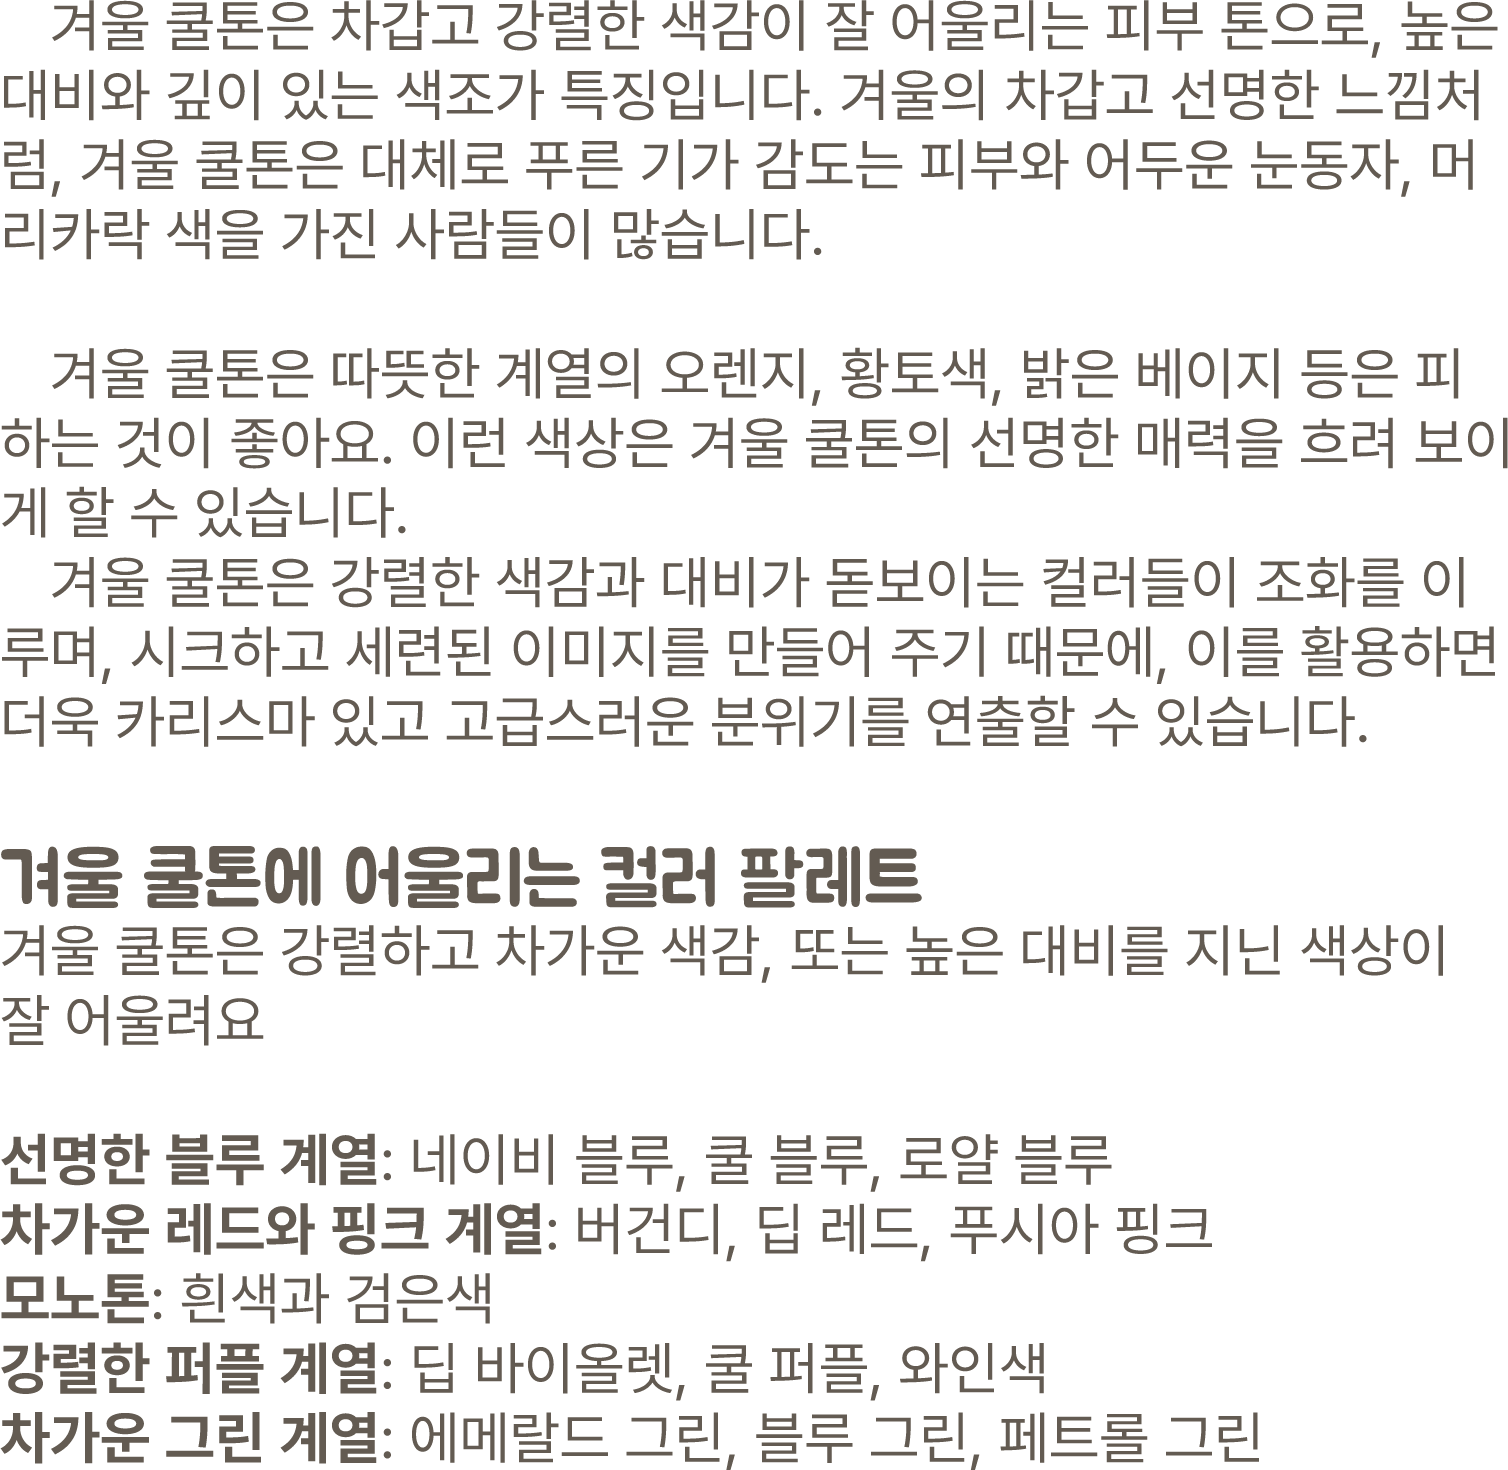 겨울 쿨톤은 차갑고 강렬한 색감이 잘 어울리는 피부 톤으로, 높은
대비와 깊이 있는 색조가 특징입니다. 겨울의 차갑고 선명한 느낌처
럼, 겨울 쿨톤은 대체로 푸른 기가 감도는 피부와 어두운 눈동자, 머
리카락 색을 가진 사람들이 많습니다.
겨울 쿨톤은 따뜻한 계열의 오렌지, 황토색, 밝은 베이지 등은 피
하는 것이 좋아요. 이런 색상은 겨울 쿨톤의 선명한 매력을 흐려 보이
게 할 수 있습니다.
겨울 쿨톤은 강렬한 색감과 대비가 돋보이는 컬러들이 조화를 이
루며, 시크하고 세련된 이미지를 만들어 주기 때문에, 이를 활용하면
더욱 카리스마 있고 고급스러운 분위기를 연출할 수 있습니다.
겨울 쿨톤에 어울리는 컬러 팔레트
겨울 쿨톤은 강렬하고 차가운 색감, 또는 높은 대비를 지닌 색상이
잘 어울려요
선명한 블루 계열: 네이비 블루, 쿨 블루, 로얄 블루
차가운 레드와 핑크 계열: 버건디, 딥 레드, 푸시아 핑크
모노톤: 흰색과 검은색
강렬한 퍼플 계열: 딥 바이올렛, 쿨 퍼플, 와인색
차가운 그린 계열: 에메랄드 그린, 블루 그린, 페트롤 그린